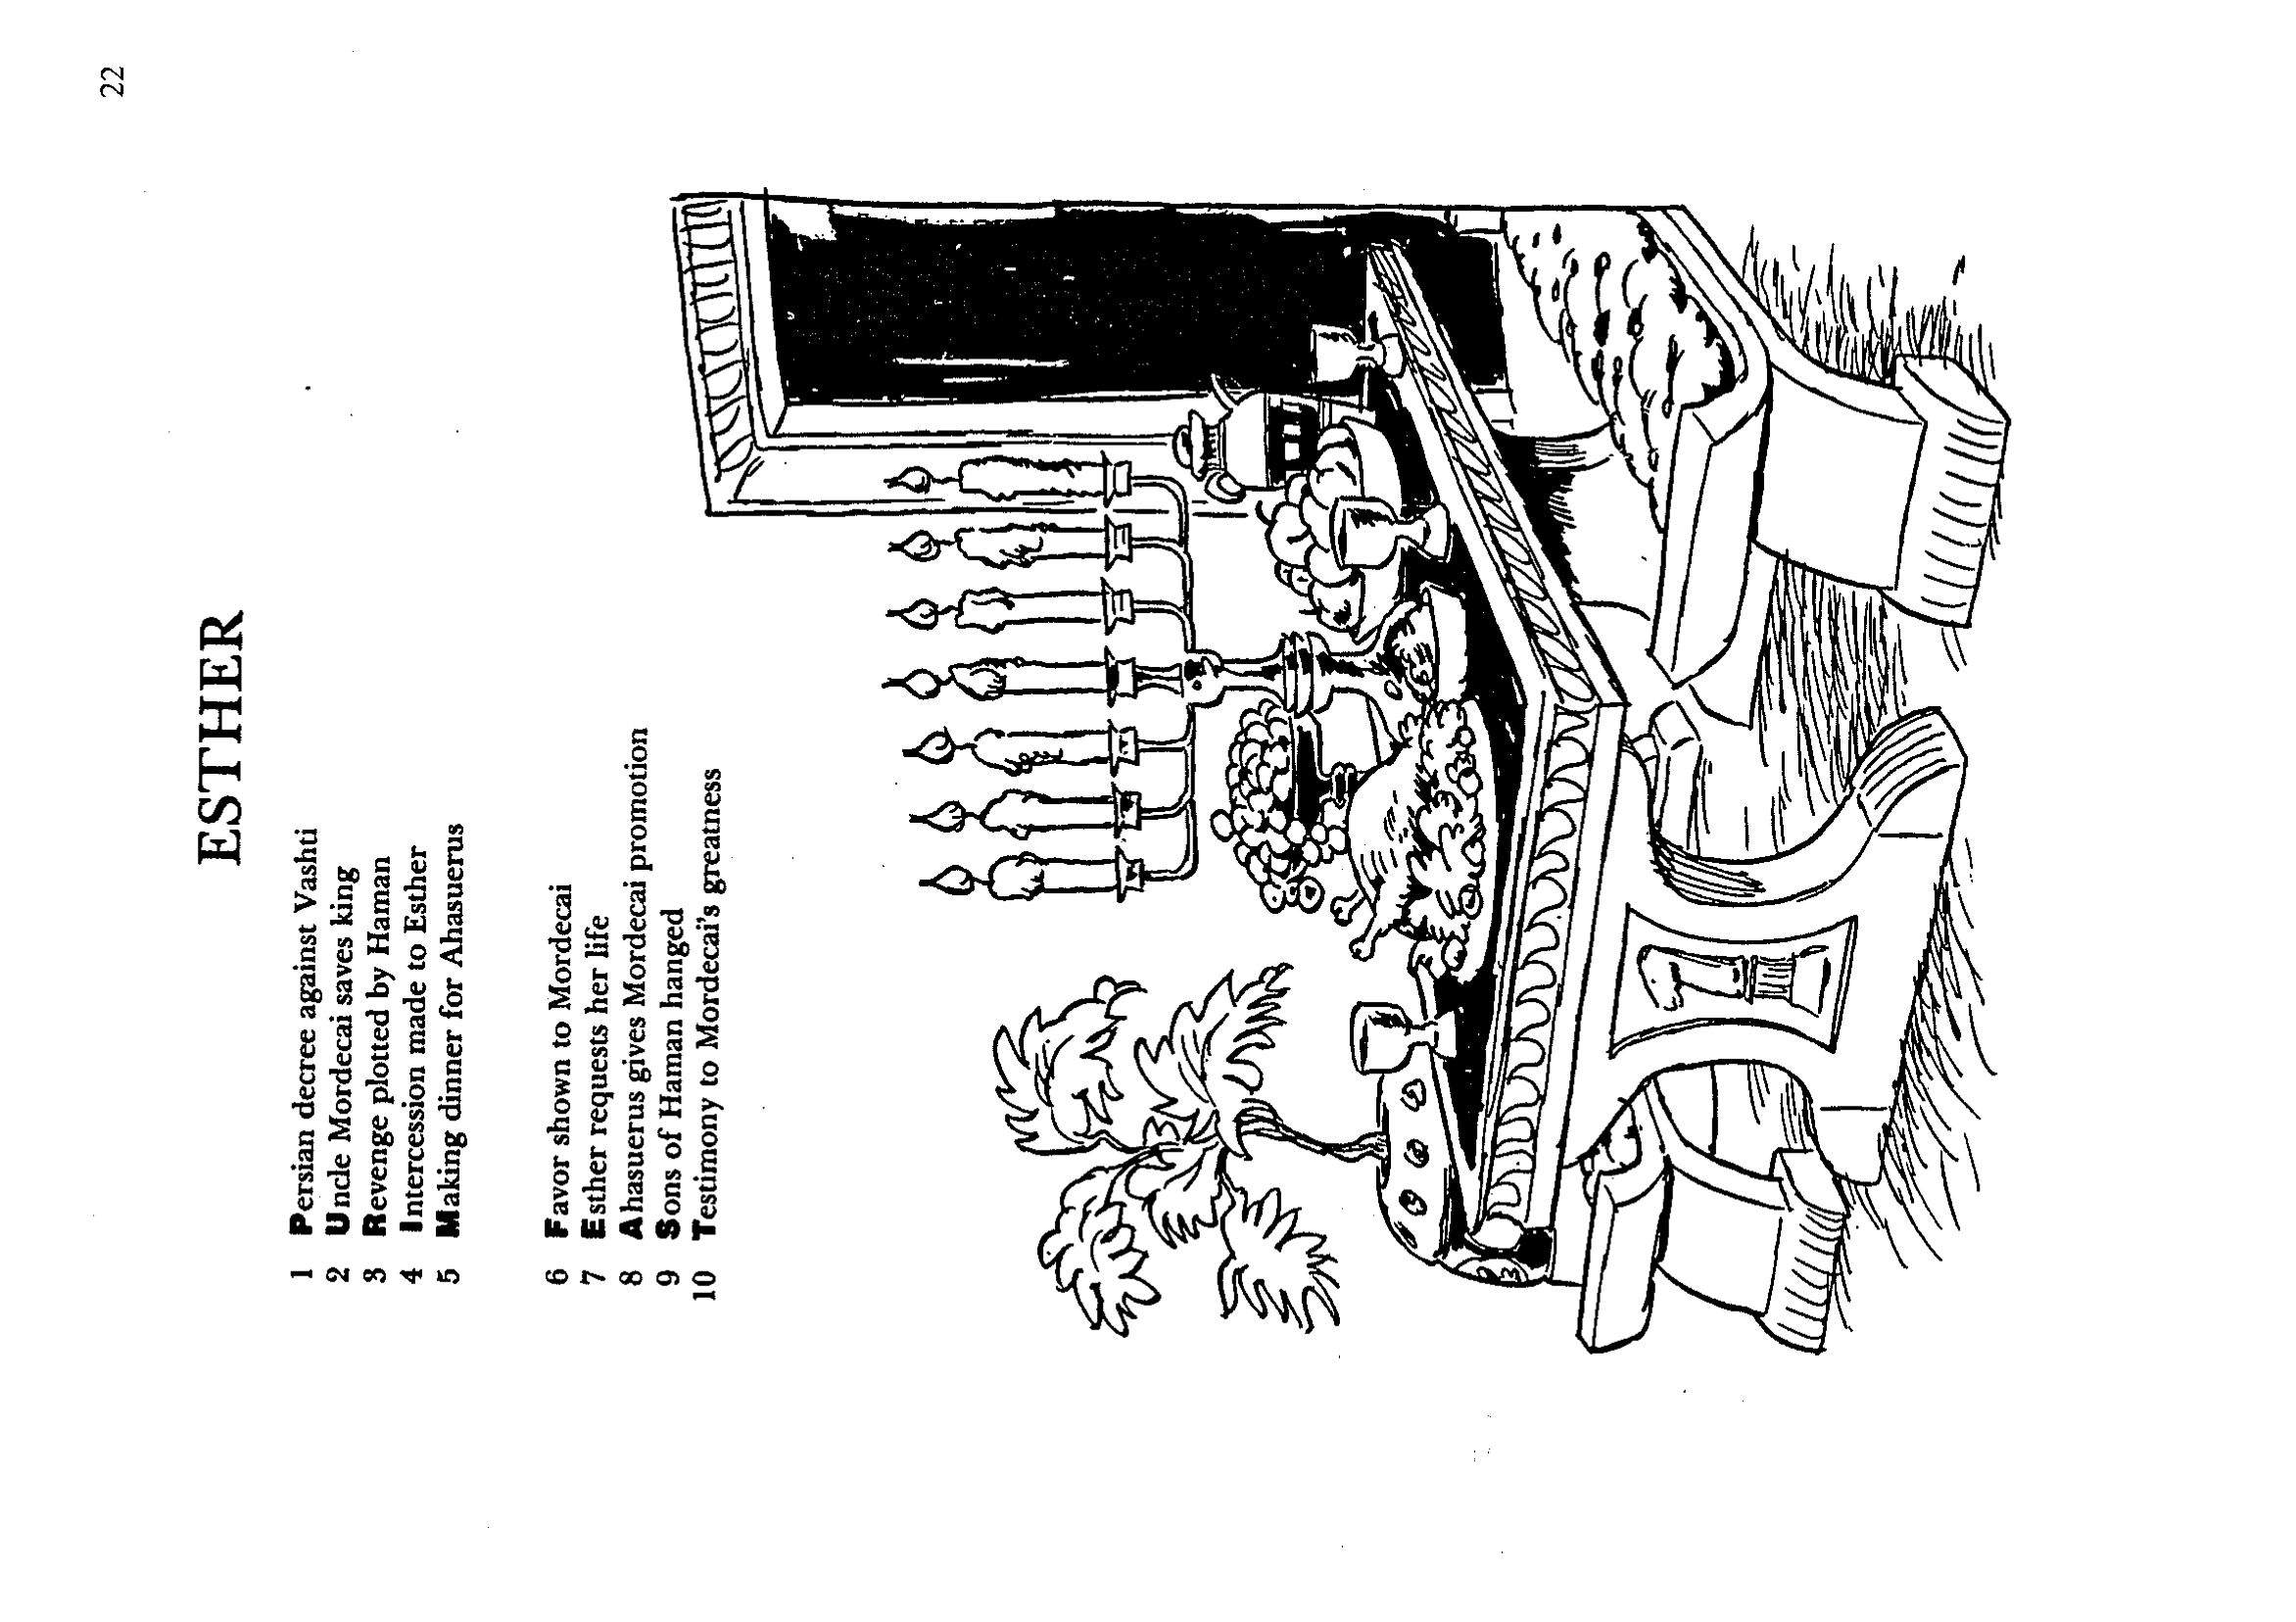 22
ESTHER
1 Persian decree against Vashti
2 Uncle Mordecai saves king
3 Revenge plotted by Haman
4 Intercession made to Esther
5 Making dinner for Ahasuerus
6 Favor shown to Mordecai
7 Esther requests her life
8 Ahasuerus gives Mordecai promotion
9 Sons of Haman hanged
10 Testimony to Mordecai's greatness